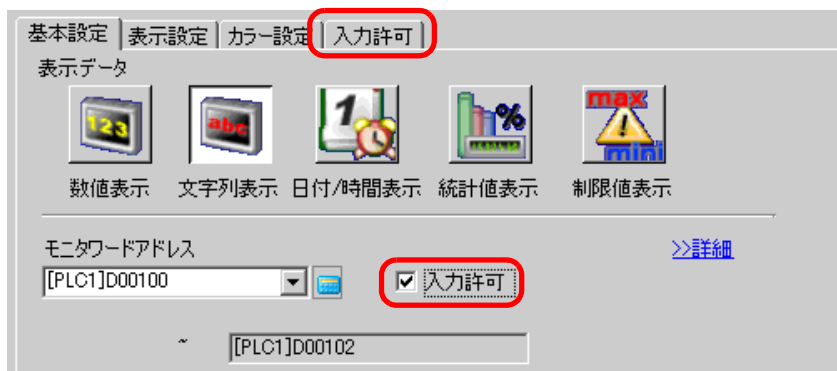 基本設定 表示設定 カラー設定 入力許可
表示データ
123 abc 1 % max mini
数値表示 文字列表示 日付/時間表示 統計値表示 制限値表示
モニタワードアドレス >>詳細
[PLC1]D00100 入力許可
~ [PLC1]D00102